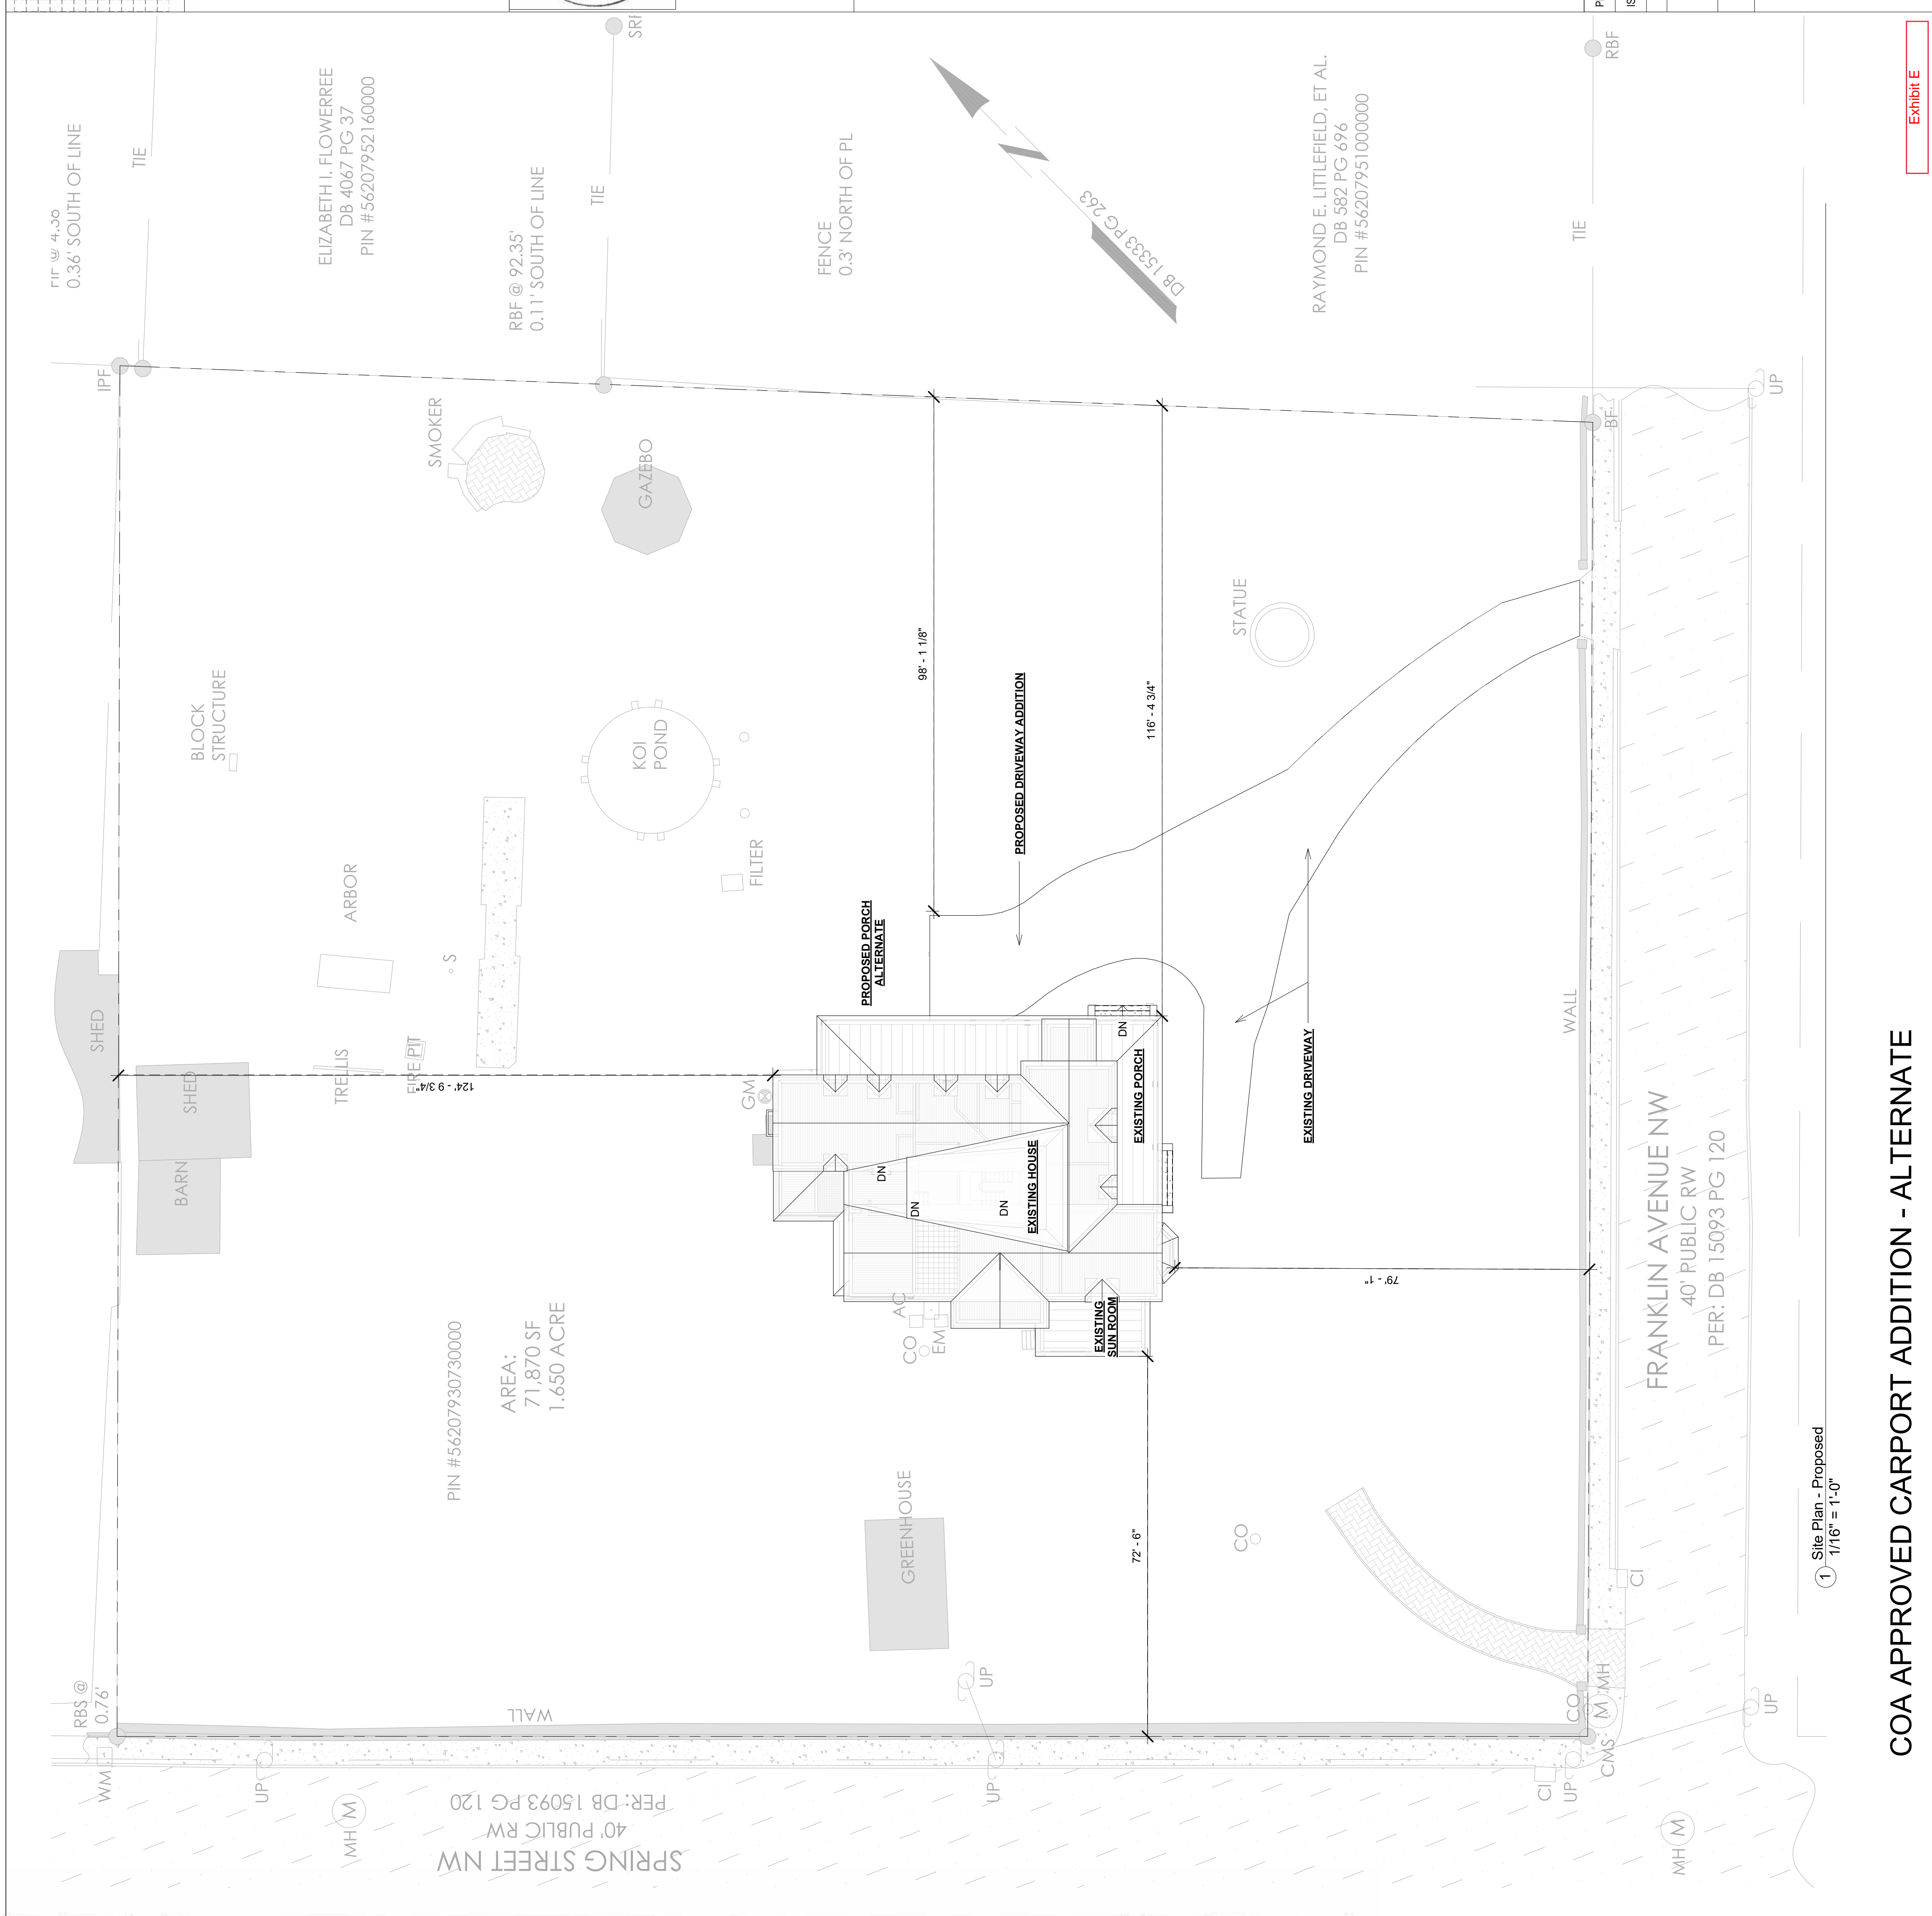 0.36' SOUTH OF LINE
TIE
ELIZABETH I. FLOWERREE
DB 4067 PG 37
PIN #56207952160000
RBF @ 92.35'
0.11' SOUTH OF LINE
TIE
FENCE
0.3' NORTH OF PL
DB 15333 PG 263
RAYMOND E. LITTLEFIELD, ET AL.
DB 582 PG 696
PIN #56207951000000
TIE
RBF
Exhibit E
IPF
SMOKER
GAZEBO
BF
UP
STATUE
98' - 1 1/8"
116' - 4 3/4"
BLOCK
STRUCTURE
KOI
POND
FILTER
ARBOR
S
PROPOSED PORCH
ALTERNATE
PROPOSED DRIVEWAY ADDITION
SHED
SHED
BARN
TRELLIS
FIRE PIT
124' - 9 3/4"
GM
DN
DN
DN
DN
EXISTING HOUSE
EXISTING PORCH
EXISTING DRIVEWAY
WALL
EXISTING
SUN ROOM
AC
CO
EM
79' - 1"
PIN #56207930730000
AREA:
71,870 SF
1.650 ACRE
GREENHOUSE
72' - 6"
CO
FRANKLIN AVENUE NW
40' PUBLIC RW
PER: DB 15093 PG 120
CI
RBS @
0.76'
WALL
UP
CO
MH
M
CMS
UP
WM
UP
MH
M
UP
CI
UP
MH
M
SPRING STREET NW
40' PUBLIC RW
PER: DB 15093 PG 120
1
Site Plan - Proposed
1/16" = 1'-0"
COA APPROVED CARPORT ADDITION - ALTERNATE